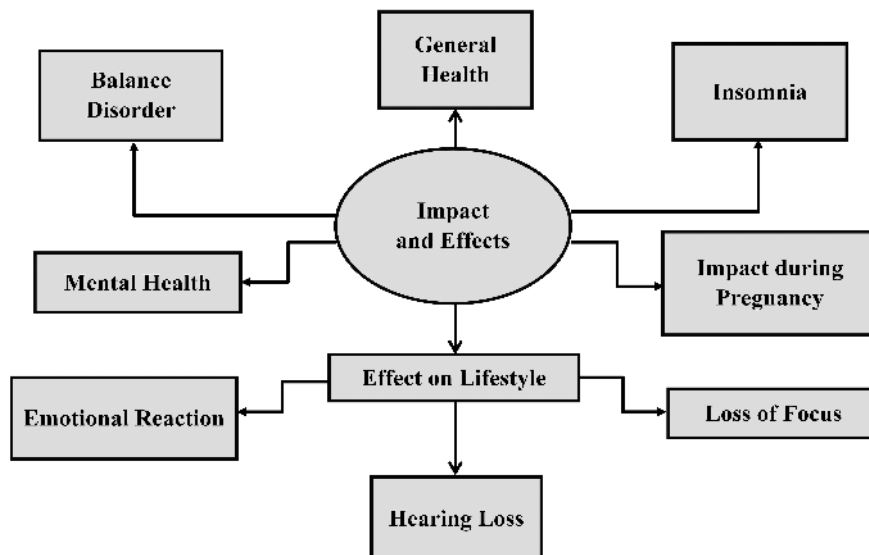 General
Health
Balance
Disorder
Insomnia
Impact
and Effects
Mental Health
Impact during
Pregnancy
Effect on Lifestyle
Emotional Reaction
Loss of Focus
Hearing Loss